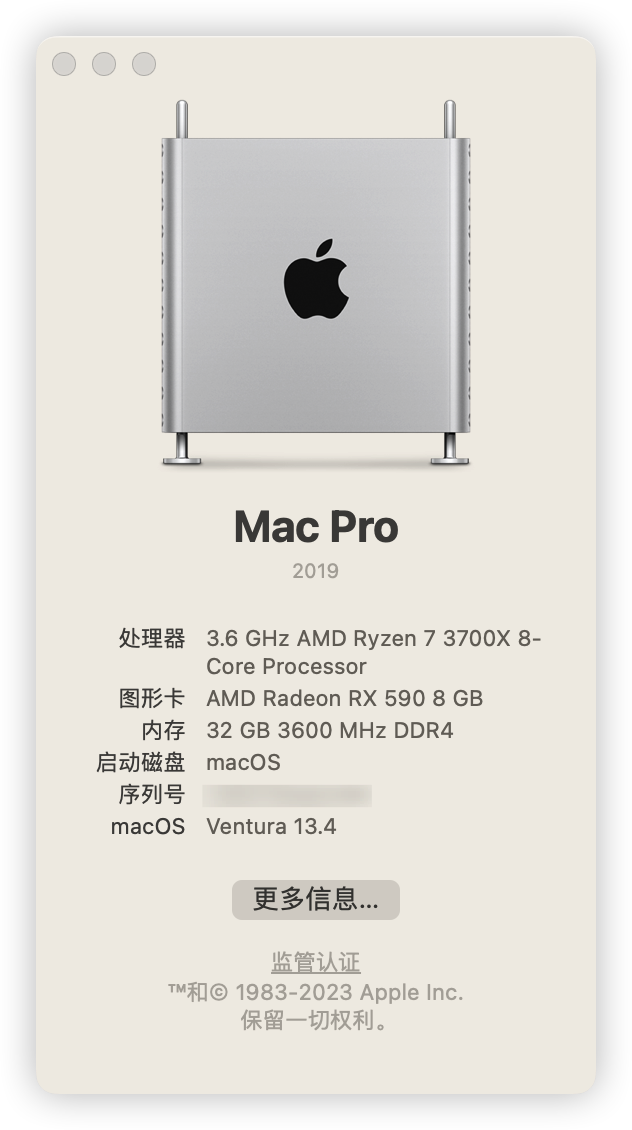 Mac Pro
2019
处理器 3.6 GHz AMD Ryzen 7 3700X 8-
Core Processor
图形卡 AMD Radeon RX 590 8 GB
内存 32 GB 3600 MHz DDR4
启动磁盘 macOS
序列号
macOS Ventura 13.4
更多信息...
监管认证
™和© 1983-2023 Apple Inc.
保留一切权利。